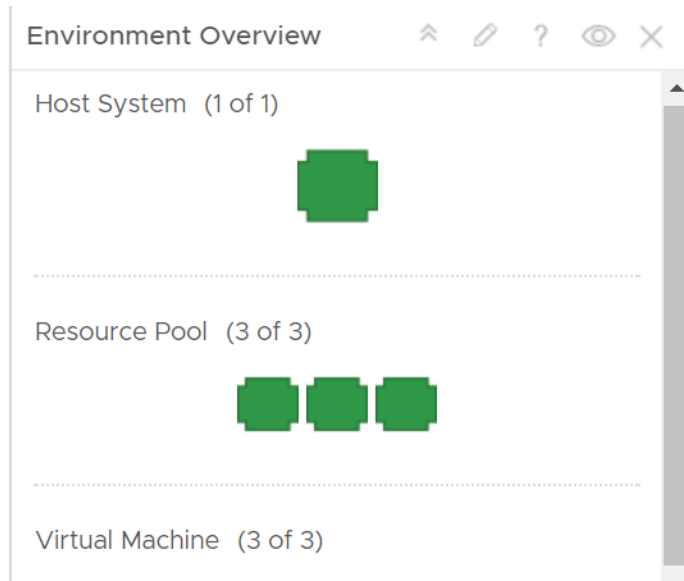 Environment Overview ?
Host System (1 of 1)
Resource Pool (3 of 3)
Virtual Machine (3 of 3)